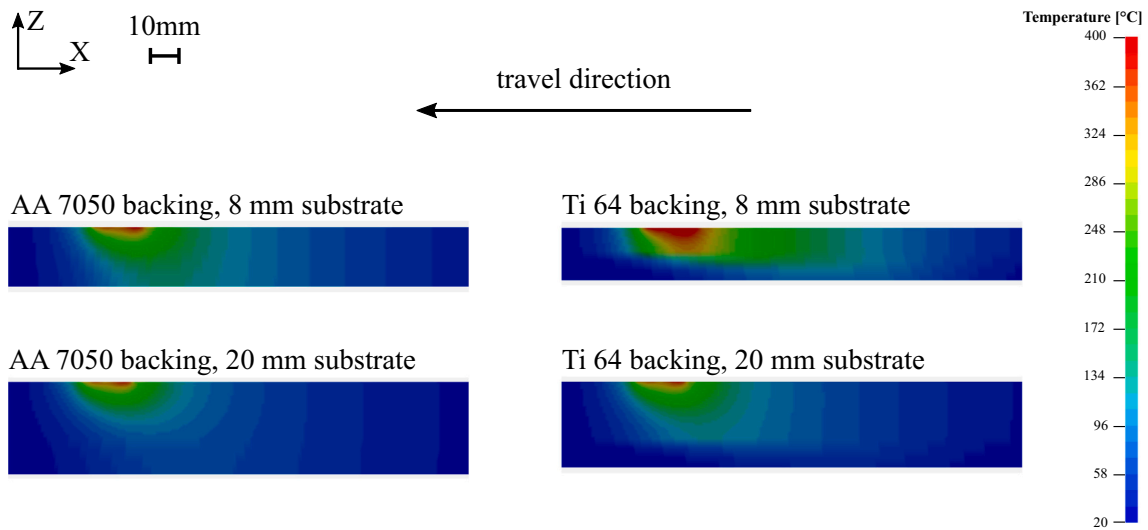 Z
X
10mm
travel direction
Temperature [°C]
400
362
324
286
248
210
172
134
96
58
20
AA 7050 backing, 8 mm substrate
Ti 64 backing, 8 mm substrate
AA 7050 backing, 20 mm substrate
Ti 64 backing, 20 mm substrate